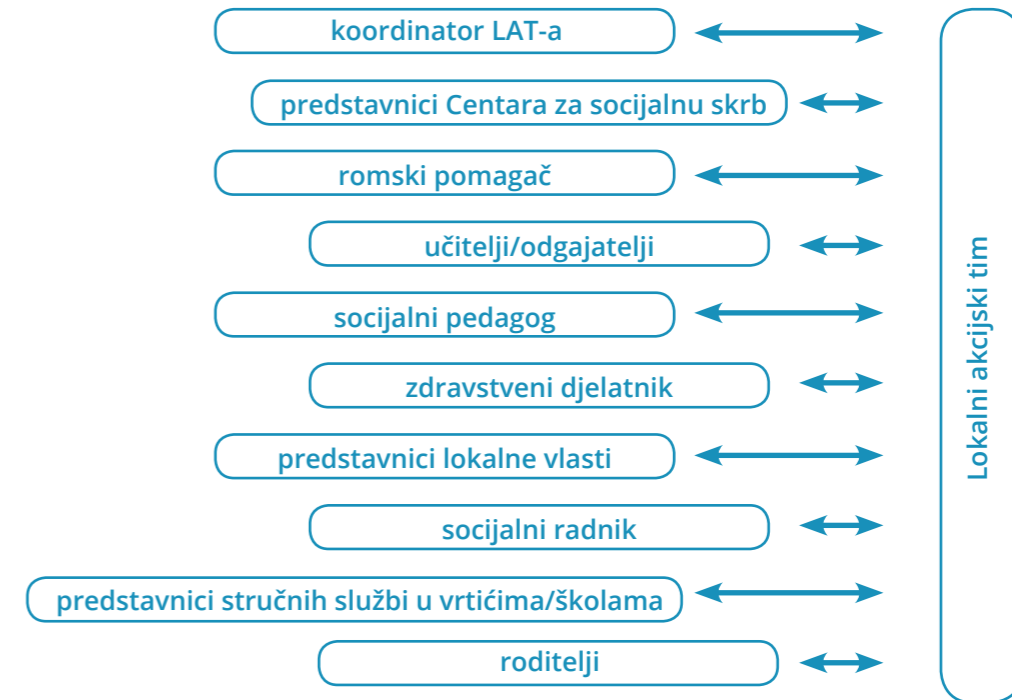 koordinator LAT-a
predstavnici Centara za socijalnu skrb
romski pomagač
učitelji/odgajatelji
socijalni pedagog
zdravstveni djelatnik
predstavnici lokalne vlasti
socijalni radnik
predstavnici stručnih službi u vrtićima/školama
roditelji
Lokalni akcijski tim